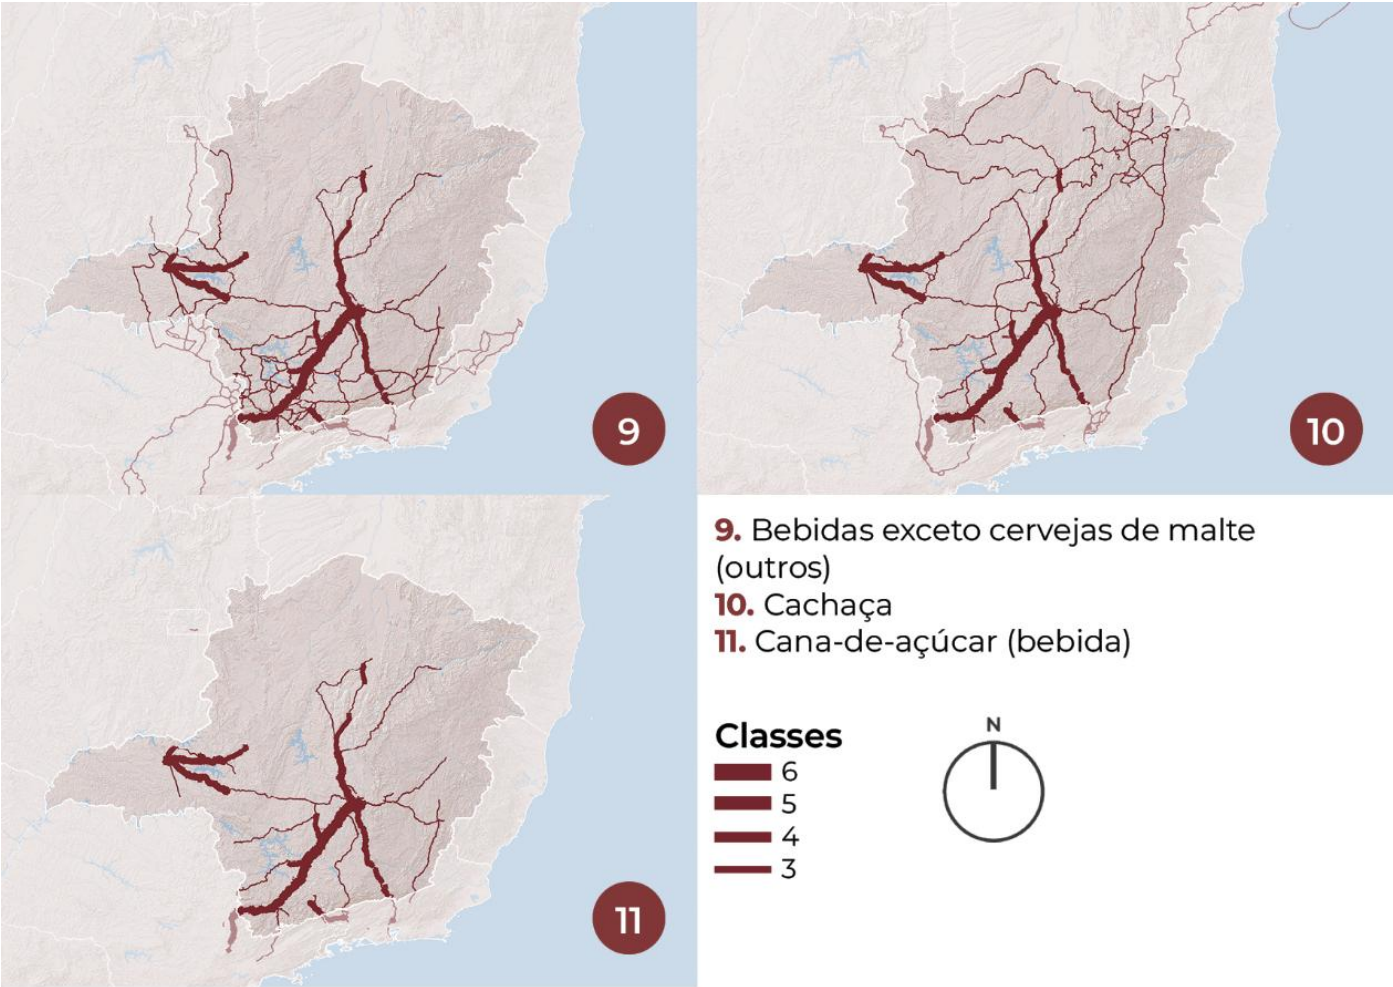 9
10
9. Bebidas exceto cervejas de malte
(outros)
10. Cachaça
11. Cana-de-açúcar (bebida)
Classes
6
5
4
3
N
11